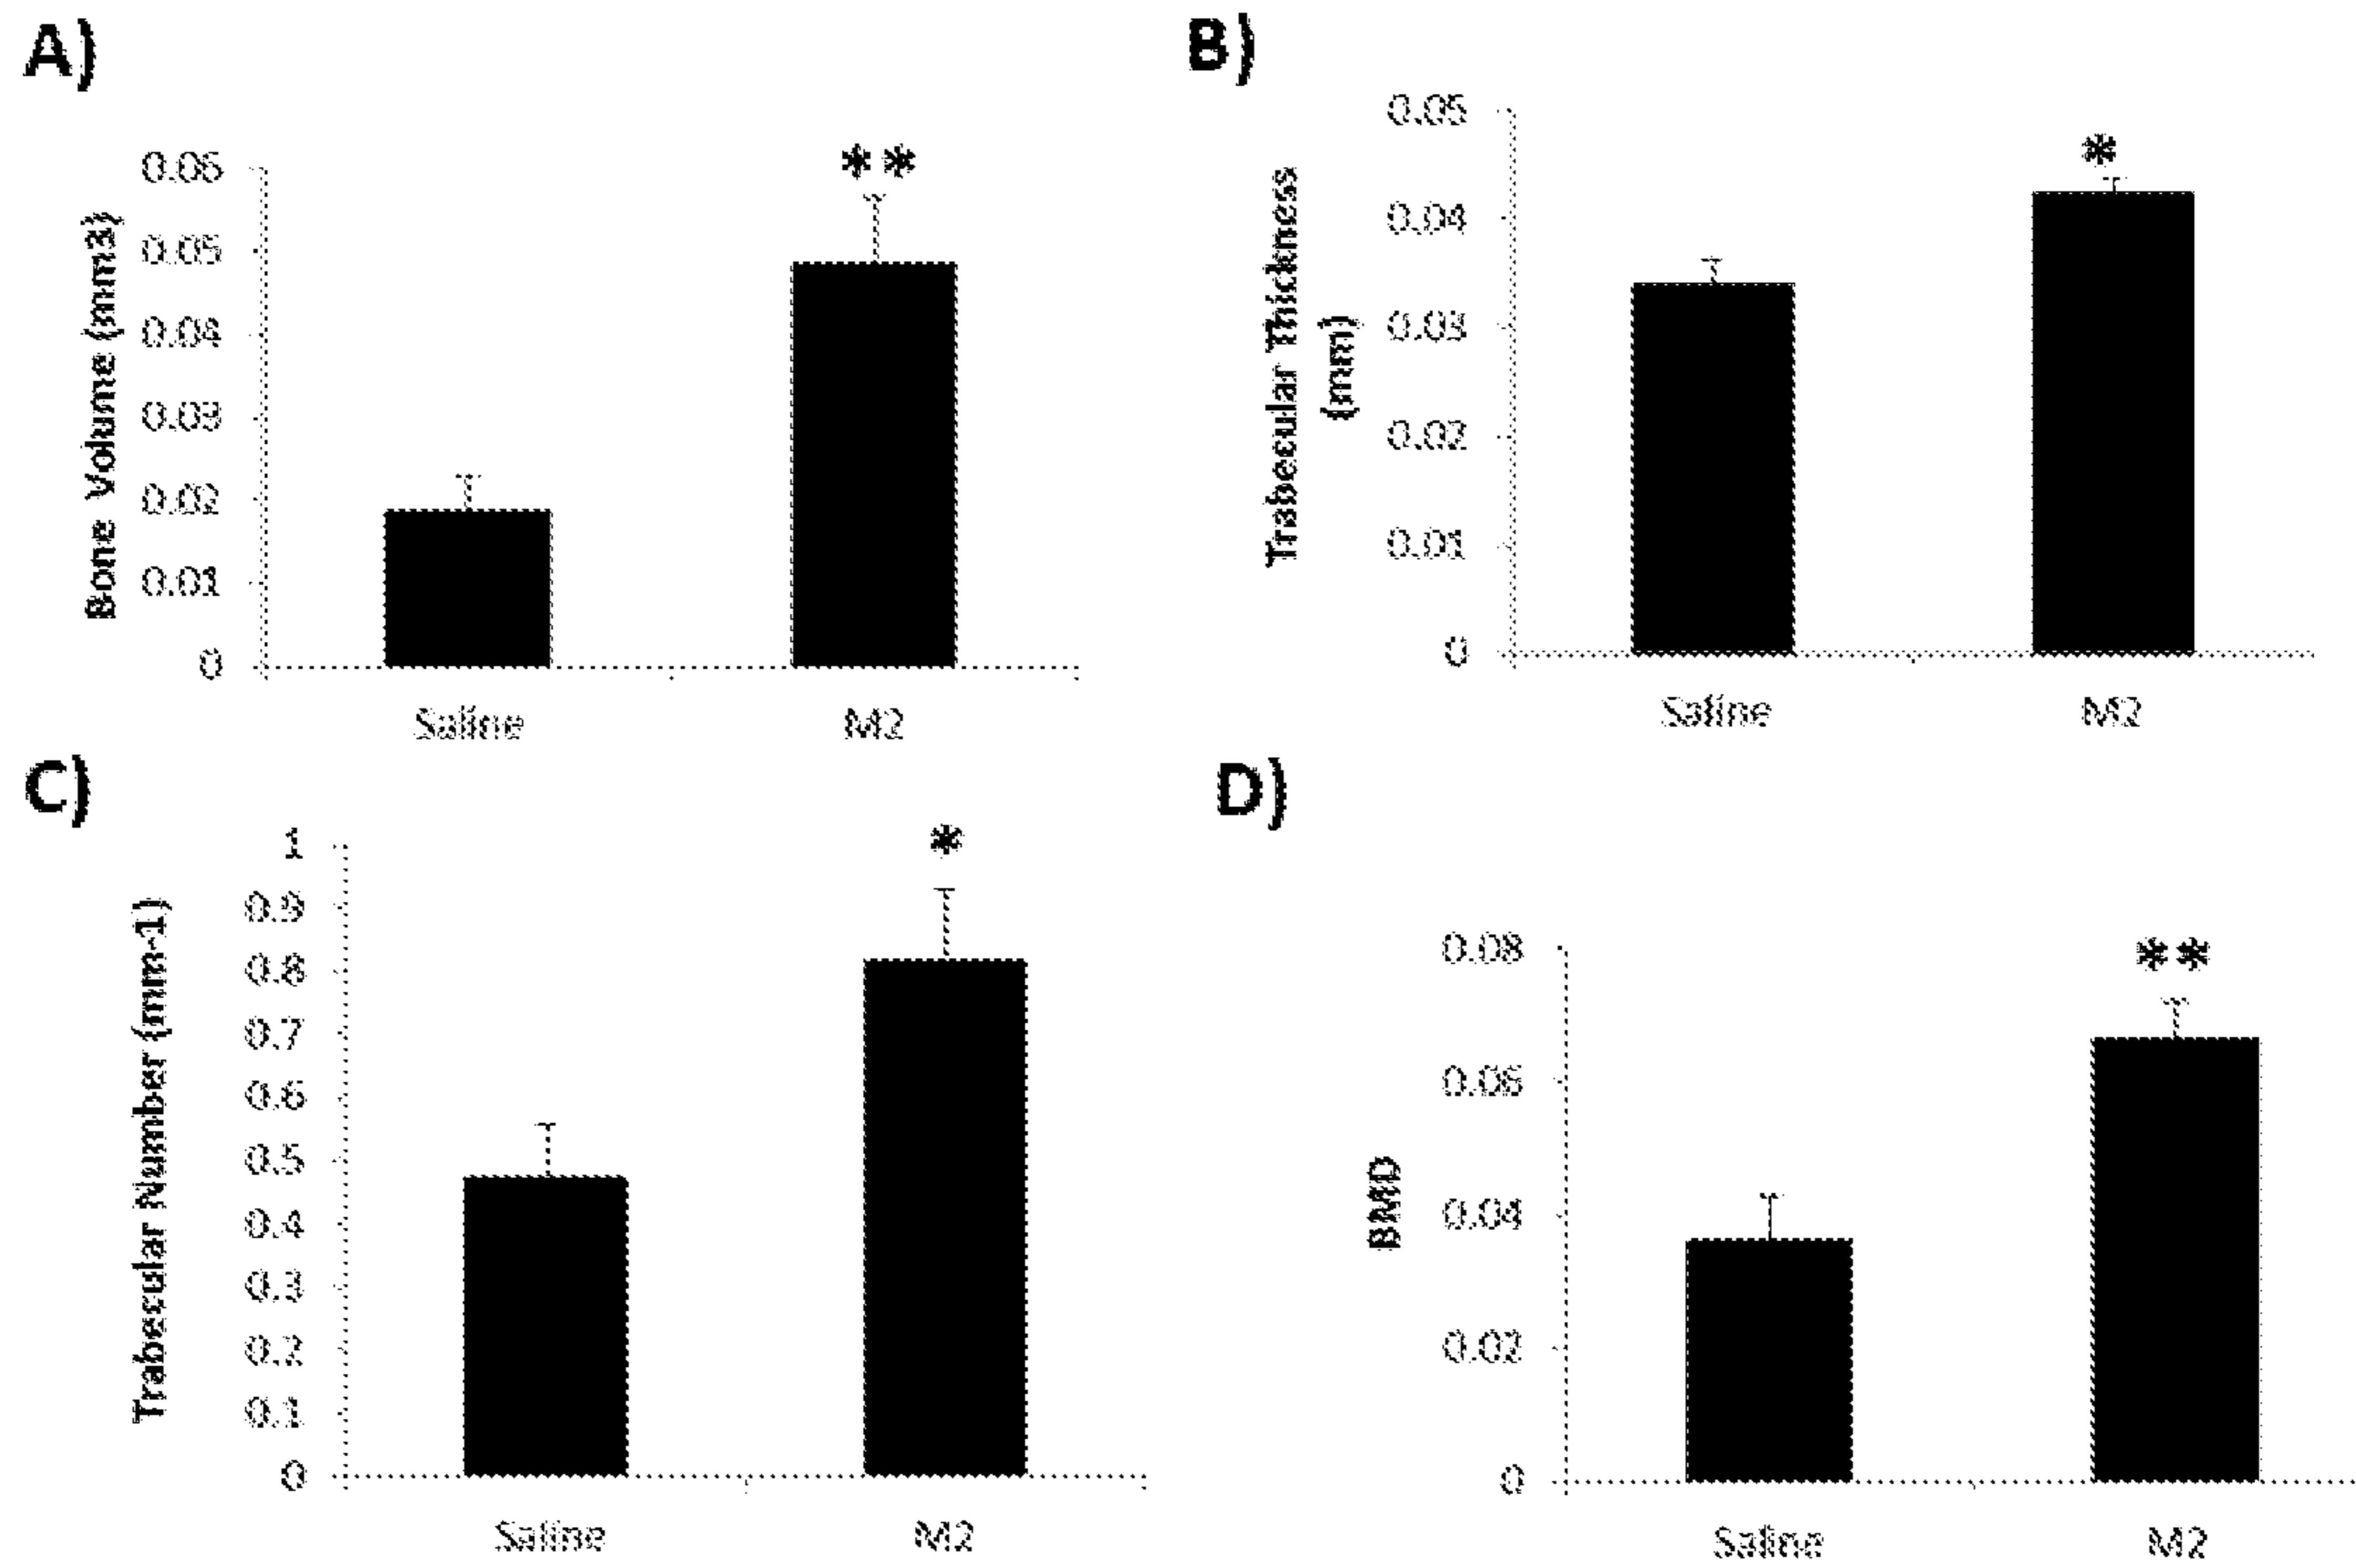 A)
Bone Volume (mm3)
0.06
0.05
0.04
0.03
0.02
0.01
0
**
Saline
M2
B)
Trabecular Thickness
(mm)
0.05
0.04
0.03
0.02
0.01
0
*
Saline
M2
C)
Trabecular Number (mm-1)
1
0.9
0.8
0.7
0.6
0.5
0.4
0.3
0.2
0.1
0
*
Saline
M2
D)
BMD
0.08
0.06
0.04
0.02
0
**
Saline
M2